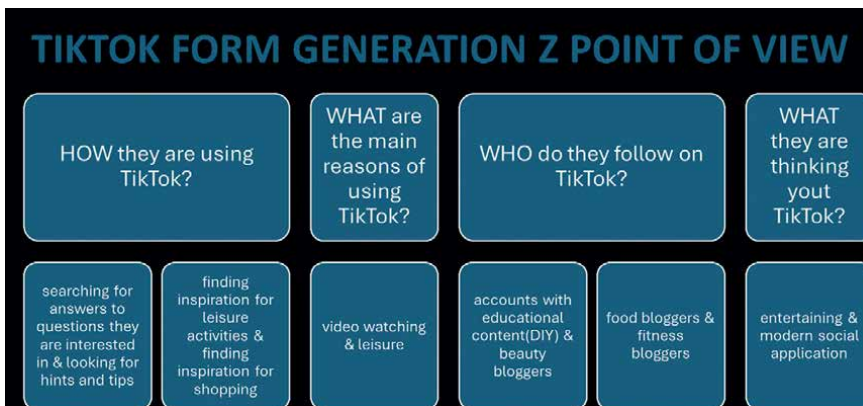 TIKTOK FORM GENERATION Z POINT OF VIEW
HOW they are using
TikTok?
WHAT are
the main
reasons of
using
TikTok?
WHO do they follow on
TikTok?
WHAT
they are
thinking
yout
TikTok?
searching for
answers to
questions they
are interested
in & looking for
hints and tips
finding
inspiration for
leisure
activities &
finding
inspiration for
shopping
video watching
& leisure
accounts with
educational
content(DIY) &
beauty
bloggers
food bloggers &
fitness
bloggers
entertaining &
modern social
application